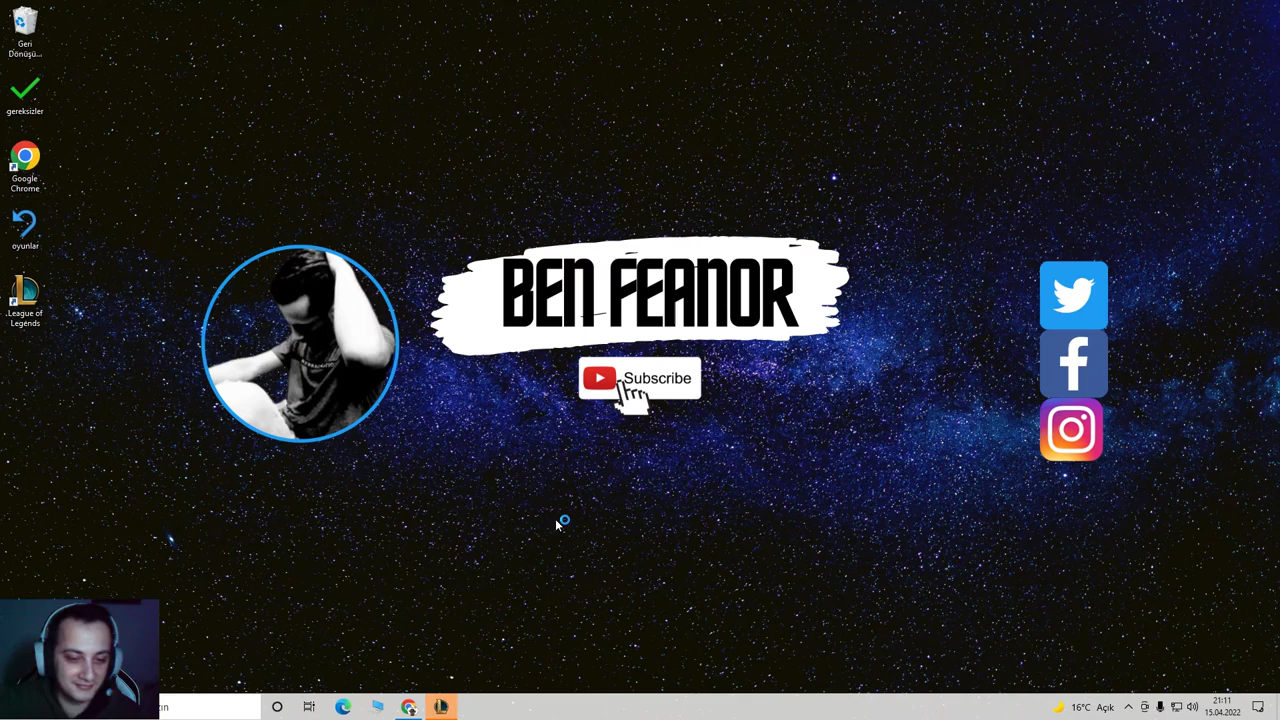 Geri
Dönüşü...
gereksizler
Google
Chrome
oyunlar
League of
Legends
BEN FEANOR
Subscribe
zın
16°C Açık
21:11
15.04.2022